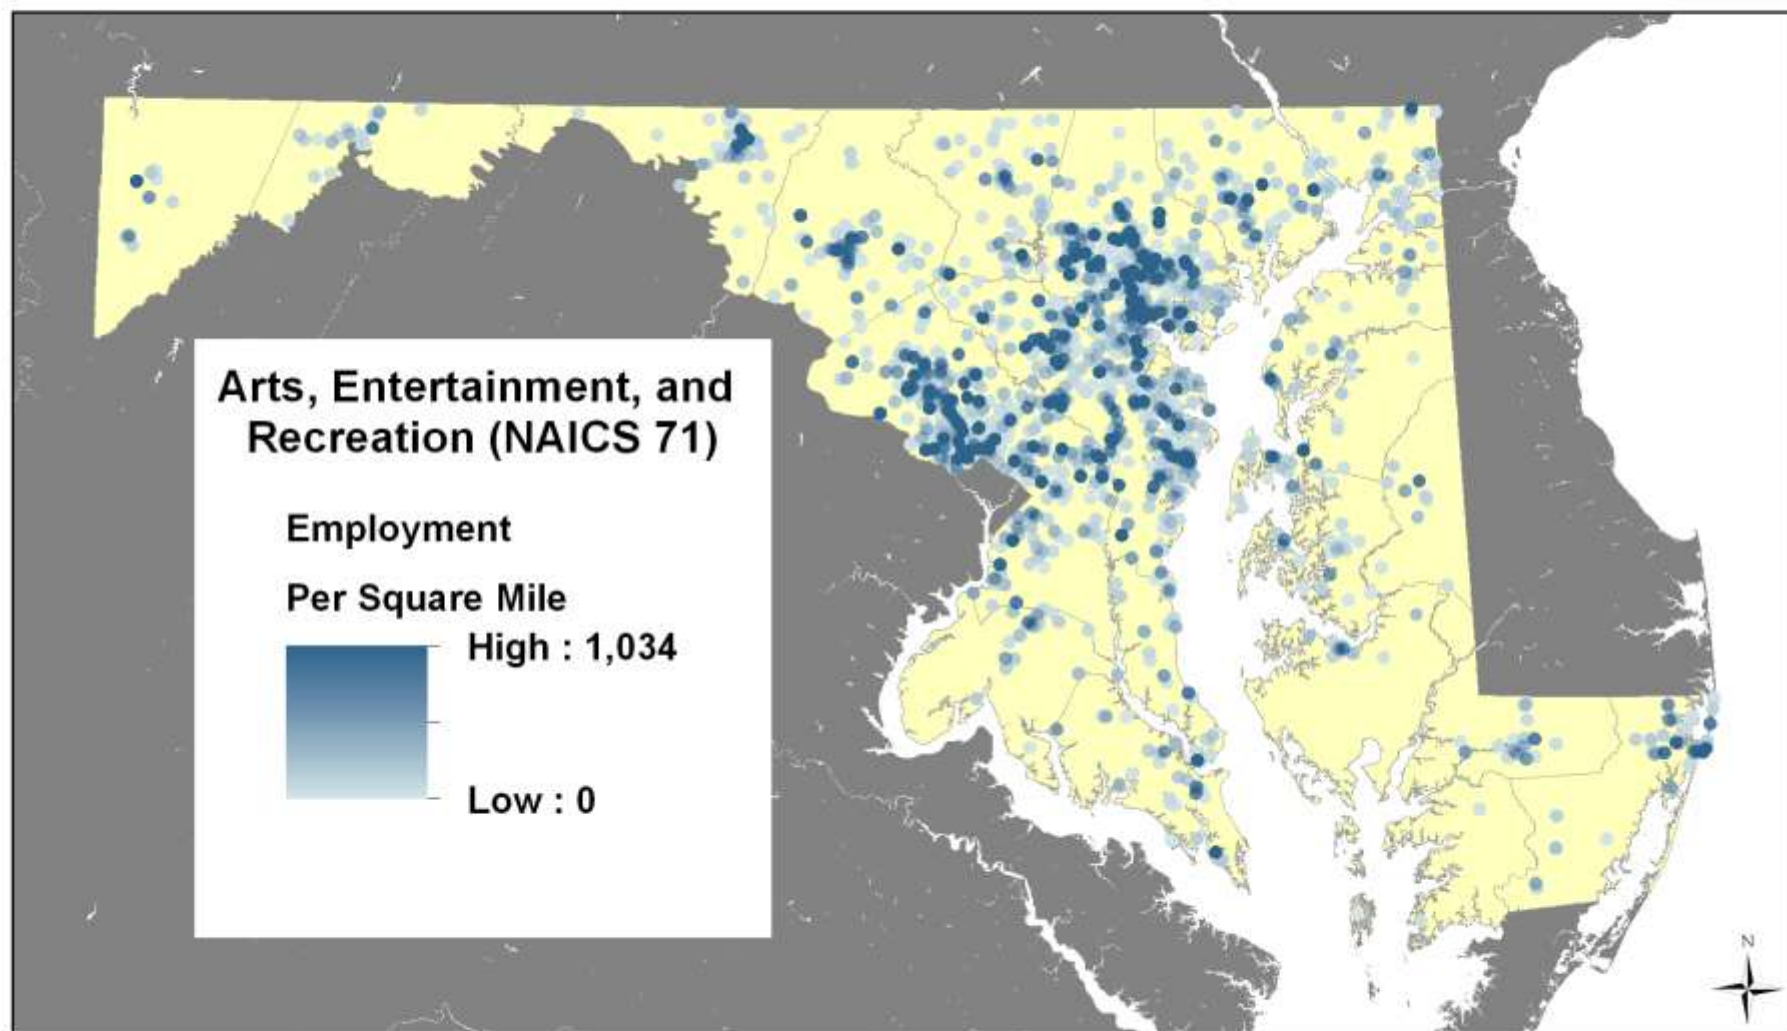 Arts, Entertainment, and
Recreation (NAICS 71)
Employment
Per Square Mile
High : 1,034
Low : 0
N